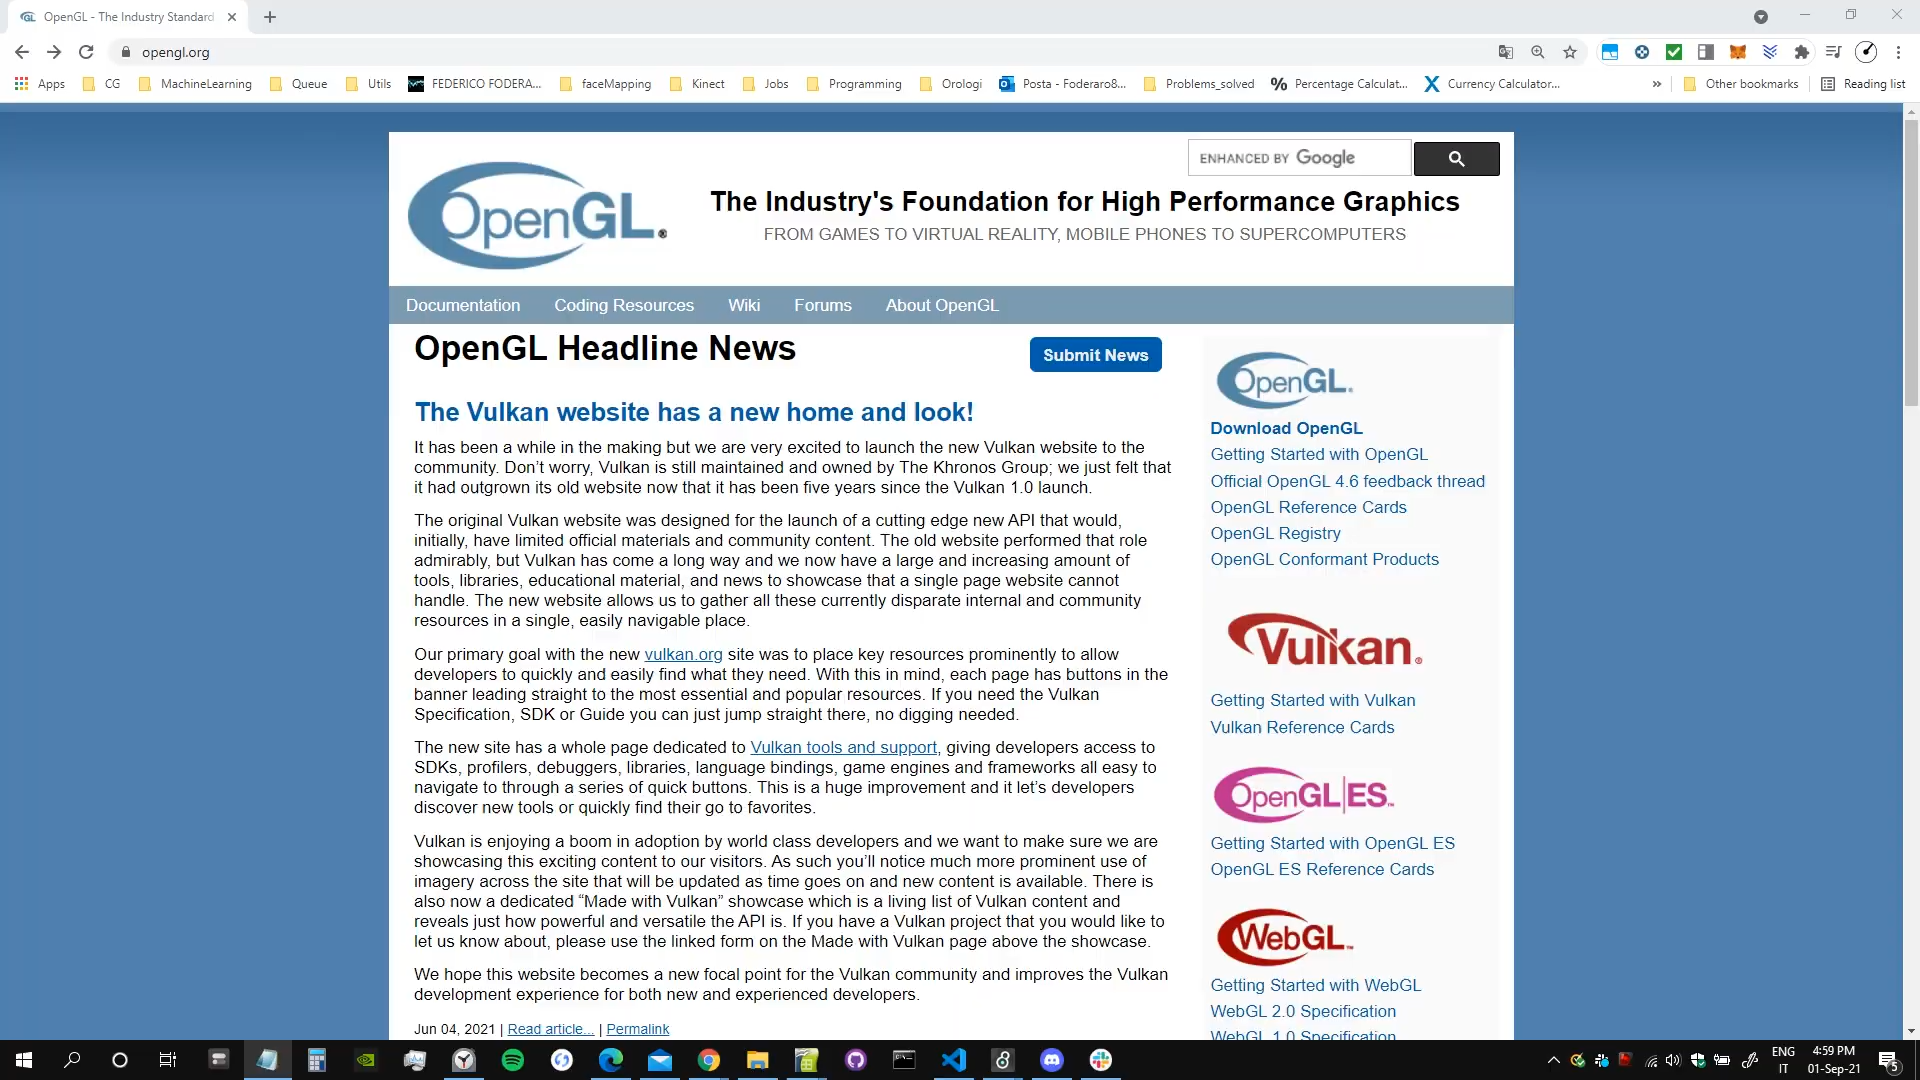 OpenGL - The Industry Standard
opengl.org
Apps CG MachineLearning Queue Utils FEDERICO FODERA... faceMapping Kinect Jobs Programming Orologi Posta - Foderaro8... Problems_solved Percentage Calculat... Currency Calculator... » Other bookmarks Reading list
ENHANCED BY Google
OpenGL®
The Industry's Foundation for High Performance Graphics
FROM GAMES TO VIRTUAL REALITY, MOBILE PHONES TO SUPERCOMPUTERS
Documentation Coding Resources Wiki Forums About OpenGL
OpenGL Headline News
Submit News
The Vulkan website has a new home and look!
It has been a while in the making but we are very excited to launch the new Vulkan website to the
community. Don’t worry, Vulkan is still maintained and owned by The Khronos Group; we just felt that
it had outgrown its old website now that it has been five years since the Vulkan 1.0 launch.
The original Vulkan website was designed for the launch of a cutting edge new API that would,
initially, have limited official materials and community content. The old website performed that role
admirably, but Vulkan has come a long way and we now have a large and increasing amount of
tools, libraries, educational material, and news to showcase that a single page website cannot
handle. The new website allows us to gather all these currently disparate internal and community
resources in a single, easily navigable place.
Our primary goal with the new vulkan.org site was to place key resources prominently to allow
developers to quickly and easily find what they need. With this in mind, each page has buttons in the
banner leading straight to the most essential and popular resources. If you need the Vulkan
Specification, SDK or Guide you can just jump straight there, no digging needed.
The new site has a whole page dedicated to Vulkan tools and support, giving developers access to
SDKs, profilers, debuggers, libraries, language bindings, game engines and frameworks all easy to
navigate to through a series of quick buttons. This is a huge improvement and it let’s developers
discover new tools or quickly find their go to favorites.
Vulkan is enjoying a boom in adoption by world class developers and we want to make sure we are
showcasing this exciting content to our visitors. As such you’ll notice much more prominent use of
imagery across the site that will be updated as time goes on and new content is available. There is
also now a dedicated “Made with Vulkan” showcase which is a living list of Vulkan content and
reveals just how powerful and versatile the API is. If you have a Vulkan project that you would like to
let us know about, please use the linked form on the Made with Vulkan page above the showcase.
We hope this website becomes a new focal point for the Vulkan community and improves the Vulkan
development experience for both new and experienced developers.
Jun 04, 2021 | Read article... | Permalink
OpenGL.
Download OpenGL
Getting Started with OpenGL
Official OpenGL 4.6 feedback thread
OpenGL Reference Cards
OpenGL Registry
OpenGL Conformant Products
Vulkan®
Getting Started with Vulkan
Vulkan Reference Cards
OpenGL|ES™
Getting Started with OpenGL ES
OpenGL ES Reference Cards
WebGL™
Getting Started with WebGL
WebGL 2.0 Specification
WebGL 1.0 Specification
ENG
IT
4:59 PM
01-Sep-21
5